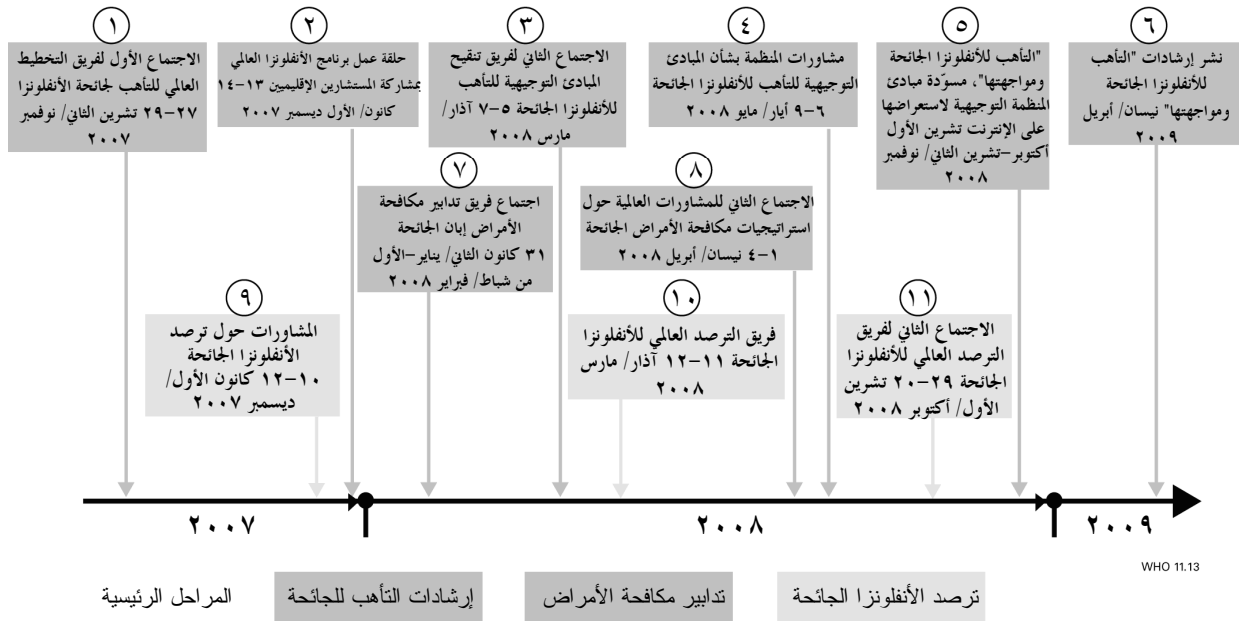 ١
الاجتماع الأول لفريق التخطيط
العالمي للتأهب لجائحة الأنفلونزا
٢٧–٢٩ تشرين الثاني/ نوفمبر
٢٠٠٧
٢
حلقة عمل برنامج الأنفلونزا العالمي
بمشاركة المستشارين الإقليميين ١٣–١٤
كانون/ الأول ديسمبر ٢٠٠٧
٣
الاجتماع الثاني لفريق تنقيح
المبادئ التوجيهية للتأهب
للأنفلونزا الجائحة ٥–٧ آذار/
مارس ٢٠٠٨
٤
مشاورات المنظمة بشأن المبادئ
التوجيهية للتأهب للأنفلونزا الجائحة
٦–٩ أيار/ مايو ٢٠٠٨
٥
"التأهب للأنفلونزا الجائحة
ومواجهتها"، مسوّدة مبادئ
المنظمة التوجيهية لاستعراضها
على الإنترنت تشرين الأول
أكتوبر–تشرين الثاني/ نوفمبر
٢٠٠٨
٦
نشر إرشادات "التأهب
للأنفلونزا الجائحة
ومواجهتها" نيسان/ أبريل
٢٠٠٩
٧
اجتماع فريق تدابير مكافحة
الأمراض إبان الجائحة
٣١ كانون الثاني/ يناير–الأول
من شباط/ فبراير ٢٠٠٨
٨
الاجتماع الثاني للمشاورات العالمية حول
استراتيجيات مكافحة الأمراض الجائحة
١–٤ نيسان/ أبريل ٢٠٠٨
٩
المشاورات حول ترصد
الأنفلونزا الجائحة
١٠–١٢ كانون الأول/
ديسمبر ٢٠٠٧
١٠
فريق الترصد العالمي للأنفلونزا
الجائحة ١١–١٢ آذار/ مارس
٢٠٠٨
١١
الاجتماع الثاني لفريق
الترصد العالمي للأنفلونزا
الجائحة ٢٩–٢٠ تشرين
الأول/ أكتوبر ٢٠٠٨
٢٠٠٧
٢٠٠٨
٢٠٠٩
WHO 11.13
المراحل الرئيسية
إرشادات التأهب للجائحة
تدابير مكافحة الأمراض
ترصد الأنفلونزا الجائحة